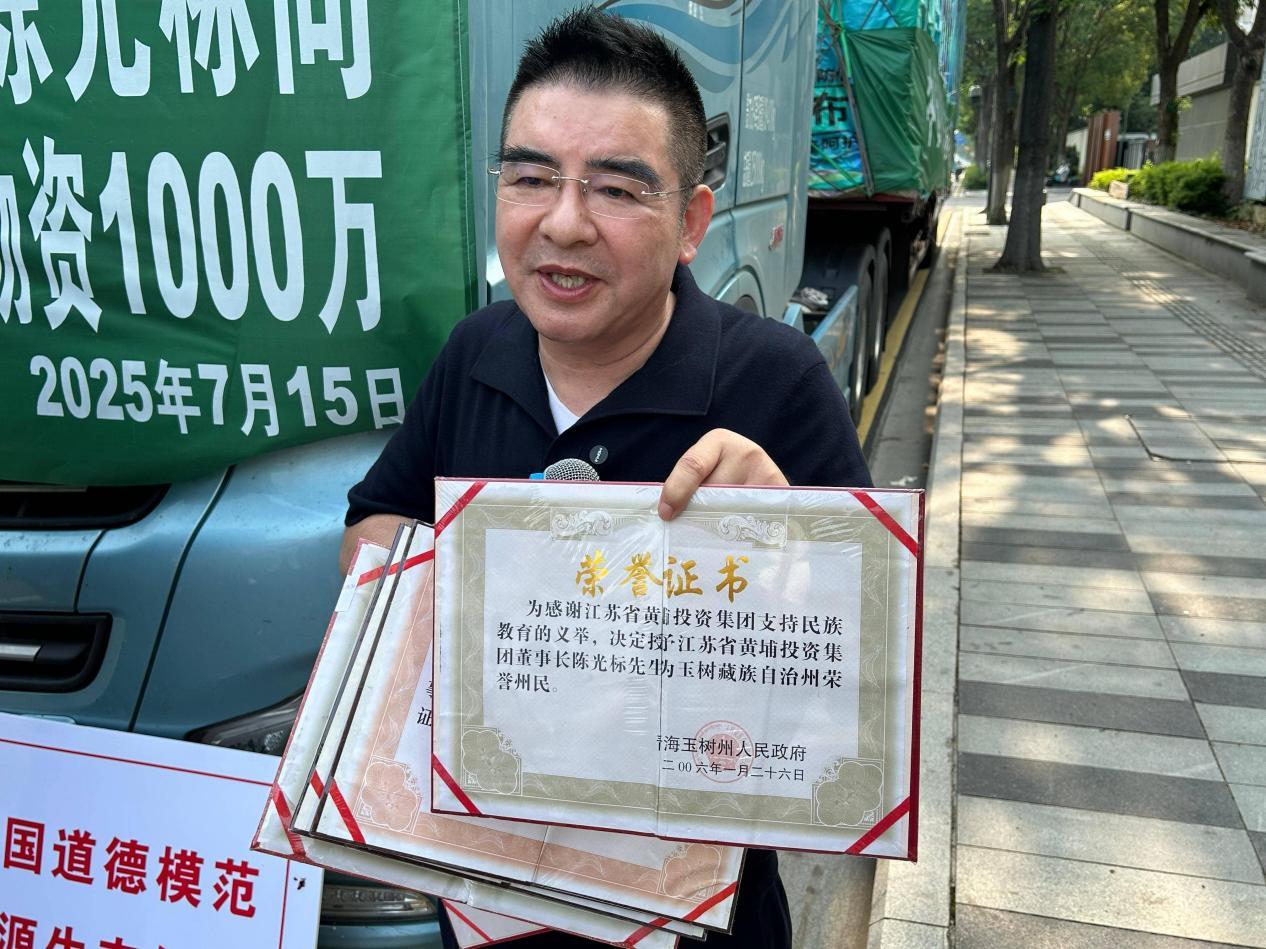 陈光标向
物资1000万
2025年7月15日
布
荣誉证书
为感谢江苏省黄埔投资集团支持民族
教育的义举，决定授予江苏省黄埔投资集
团董事长陈光标先生为玉树藏族自治州荣
誉州民。
青海玉树州人民政府
二00六年一月二十六日
证
国道德模范